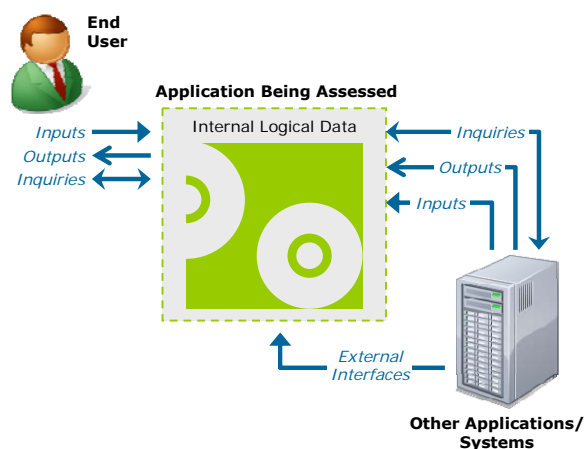 End
User
Application Being Assessed
Internal Logical Data
Inputs
Outputs
Inquiries
Inquiries
Outputs
Inputs
External
Interfaces
Other Applications/
Systems